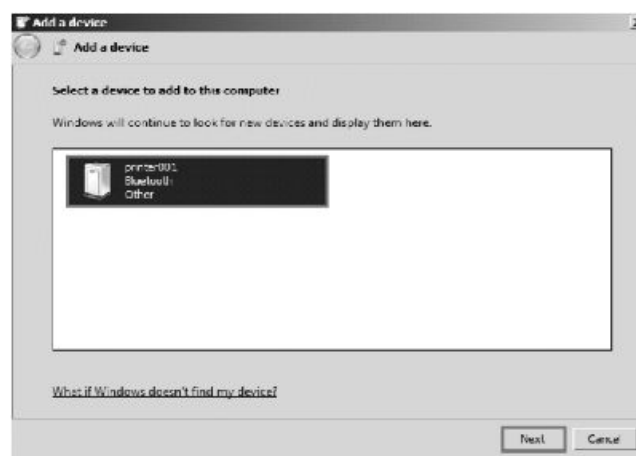 Add a device
Add a device
Select a device to add to this computer
Windows will continue to look for new devices and display them here.
printer001
Bluetooth
Other
What if Windows doesn't find my device?
Next
Cancel